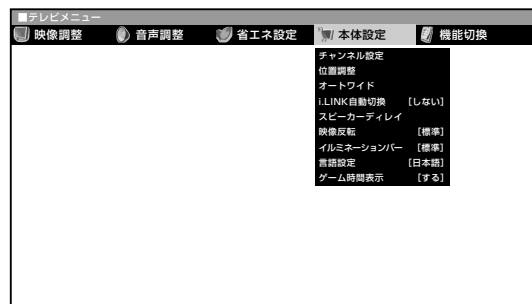 ■テレビメニュー
映像調整 音声調整 省エネ設定 本体設定 機能切換
チャンネル設定
位置調整
オートワイド
i.LINK自動切換 [しない]
スピーカーディレイ
映像反転 [標準]
イルミネーションバー [標準]
言語設定 [日本語]
ゲーム時間表示 [する]